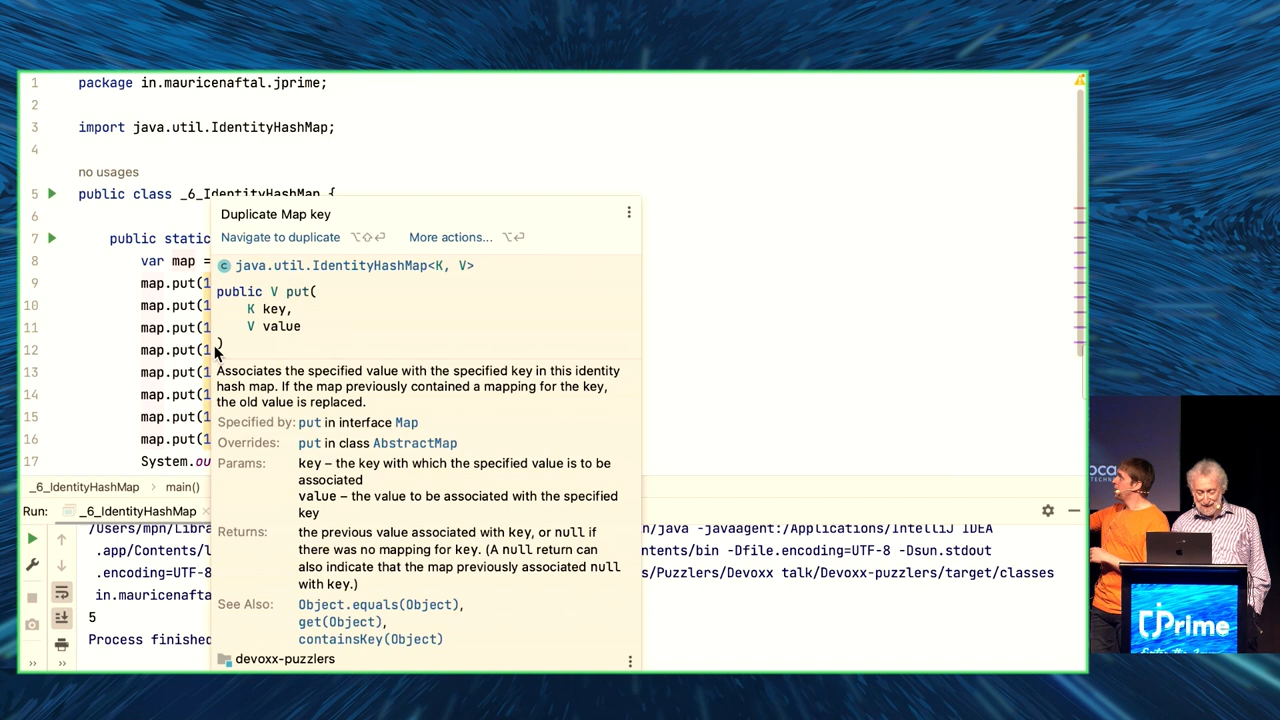 1 package in.mauricenaftal.jprime;
2
3 import java.util.IdentityHashMap;
4
no usages
5 public class _6_IdentityHashMap {
6
7 public static
8 var map =
9 map.put(1
10 map.put(1
11 map.put(1
12 map.put(1
13 map.put(1
14 map.put(1
15 map.put(1
16 map.put(1
17 System.ou
Duplicate Map key
Navigate to duplicate ⌥⇧⏎ More actions... ⌥⏎
C java.util.IdentityHashMap<K, V>
public V put(
K key,
V value
)
Associates the specified value with the specified key in this identity
hash map. If the map previously contained a mapping for the key,
the old value is replaced.
Specified by: put in interface Map
Overrides: put in class AbstractMap
Params: key – the key with which the specified value is to be
associated
value – the value to be associated with the specified
key
Returns: the previous value associated with key, or null if
there was no mapping for key. (A null return can
also indicate that the map previously associated null
with key.)
See Also: Object.equals(Object),
get(Object),
containsKey(Object)
devoxx-puzzlers
_6_IdentityHashMap > main()
Run: _6_IdentityHashMap ×
/Users/mpn/Libra n/java -javaagent:/Applications/IntelliJ IDEA
.app/Contents/l ntents/bin -Dfile.encoding=UTF-8 -Dsun.stdout
.encoding=UTF-8 s/Puzzlers/Devoxx talk/Devoxx-puzzlers/target/classes
in.mauricenafta
5
Process finished
>> >>
oca
TECHN
jPrime